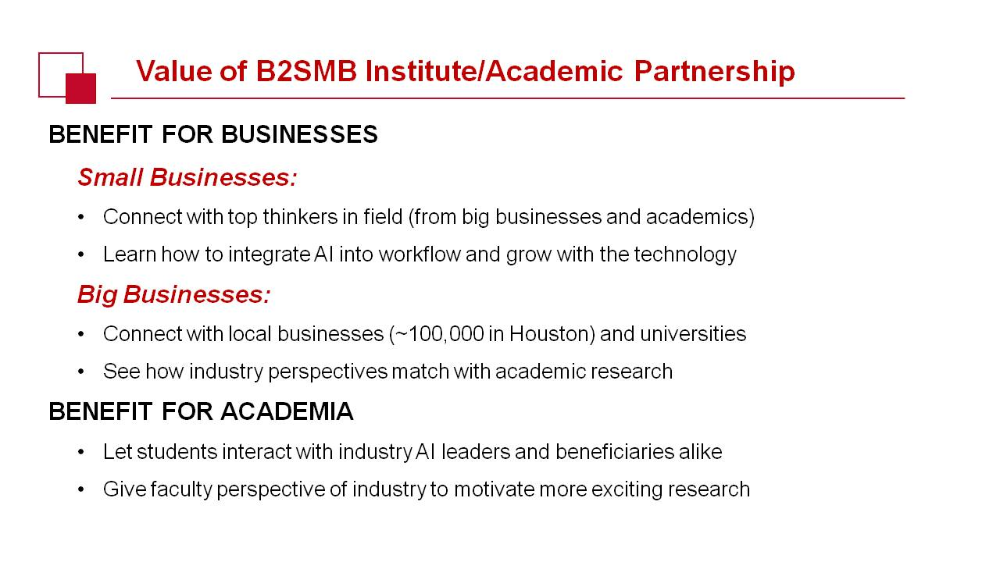 Value of B2SMB Institute/Academic Partnership
BENEFIT FOR BUSINESSES
Small Businesses:
• Connect with top thinkers in field (from big businesses and academics)
• Learn how to integrate AI into workflow and grow with the technology
Big Businesses:
• Connect with local businesses (~100,000 in Houston) and universities
• See how industry perspectives match with academic research
BENEFIT FOR ACADEMIA
• Let students interact with industry AI leaders and beneficiaries alike
• Give faculty perspective of industry to motivate more exciting research